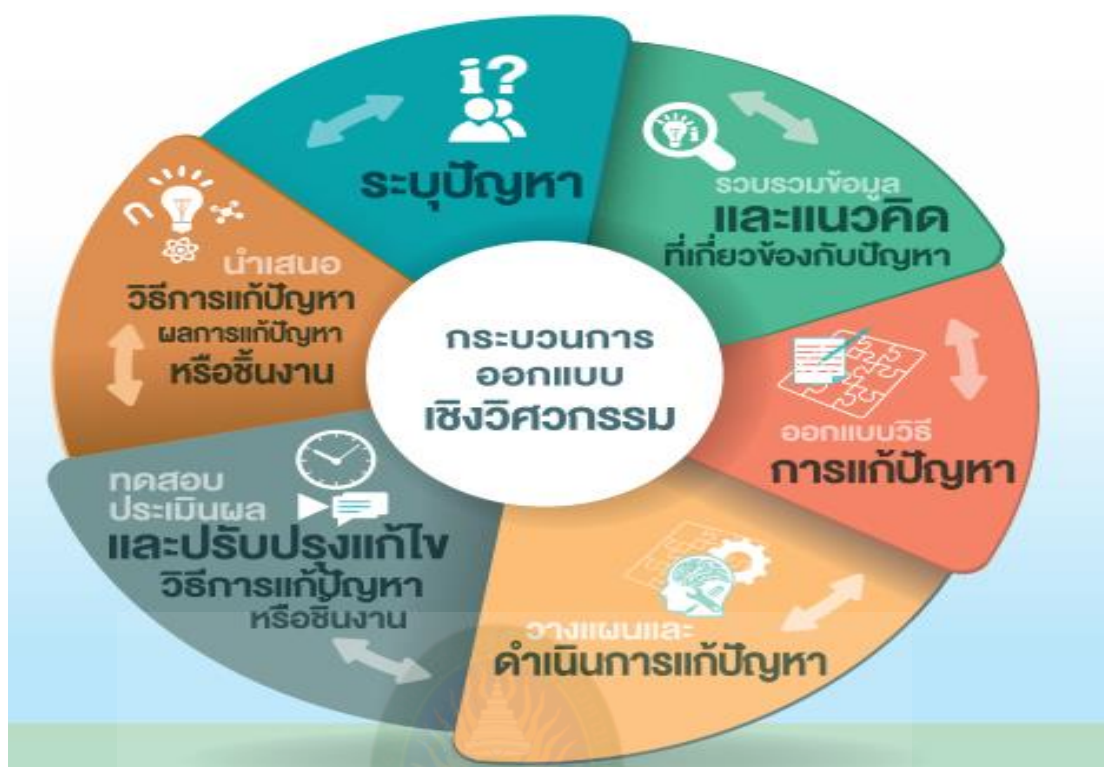 i?
ระบุปัญหา
รวบรวมข้อมูล
และแนวคิด
ที่เกี่ยวข้องกับปัญหา
ออกแบบวิธี
การแก้ปัญหา
วางแผนและ
ดำเนินการแก้ปัญหา
ทดสอบ
ประเมินผล
และปรับปรุงแก้ไข
วิธีการแก้ปัญหา
หรือชิ้นงาน
นำเสนอ
วิธีการแก้ปัญหา
ผลการแก้ปัญหา
หรือชิ้นงาน
กระบวนการ
ออกแบบ
เชิงวิศวกรรม